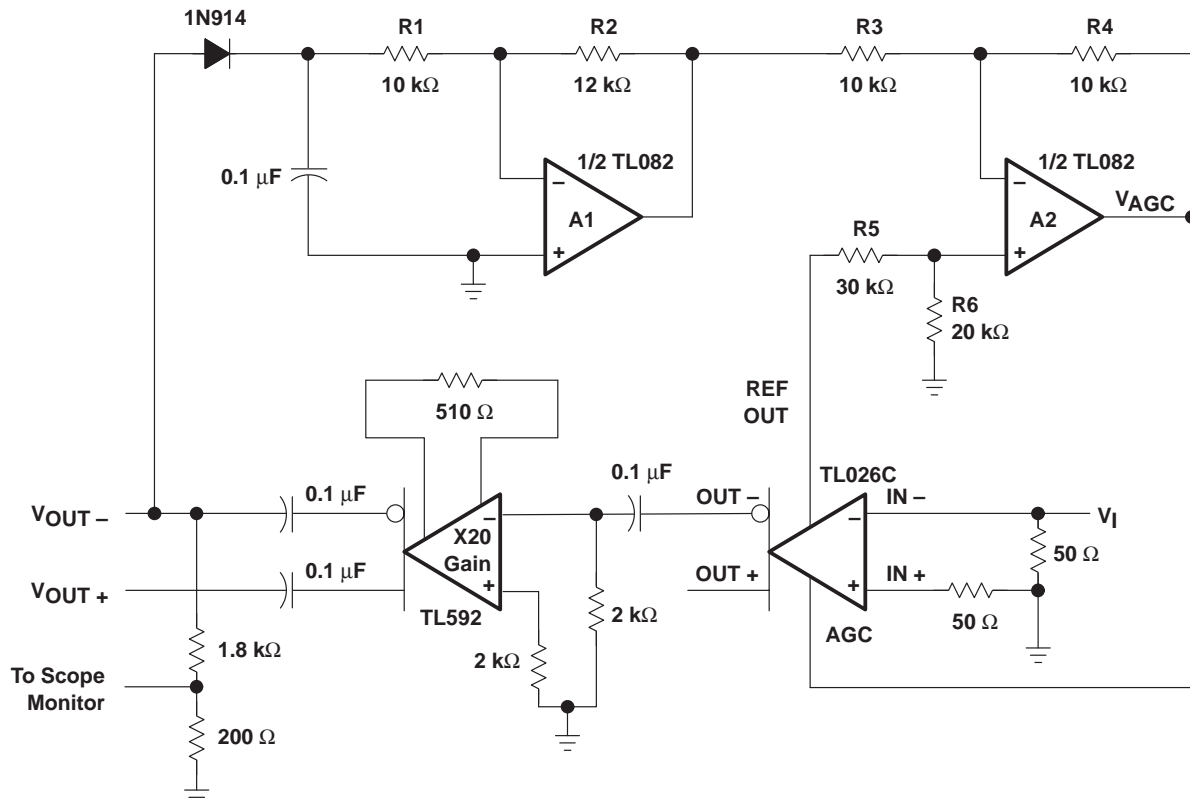 1N914
R1
R2
R3
R4
10 kΩ
12 kΩ
10 kΩ
10 kΩ
0.1 μF
1/2 TL082
1/2 TL082
−
A1
+
−
A2
+
VAGC
R5
30 kΩ
R6
20 kΩ
510 Ω
REF
OUT
0.1 μF
TL026C
VOUT −
0.1 μF
−
X20
Gain
+
OUT −
−
IN −
VI
50 Ω
VOUT +
0.1 μF
TL592
OUT +
+
IN +
50 Ω
AGC
2 kΩ
2 kΩ
1.8 kΩ
To Scope
Monitor
200 Ω